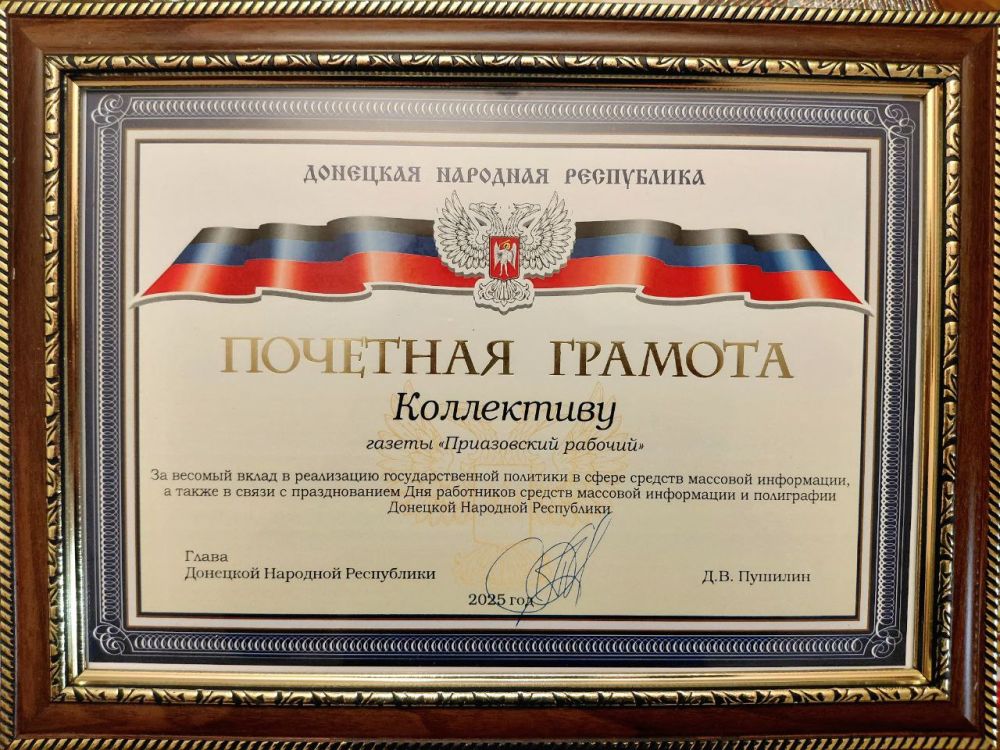 ДОНЕЦКАЯ НАРОДНАЯ РЕСПУБЛИКА
ПОЧЕТНАЯ ГРАМОТА
Коллективу
газеты «Приазовский рабочий»
За весомый вклад в реализацию государственной политики в сфере средств массовой информации,
а также в связи с празднованием Дня работников средств массовой информации и полиграфии
Донецкой Народной Республики
Глава
Донецкой Народной Республики
Д.В. Пушилин
2025 год